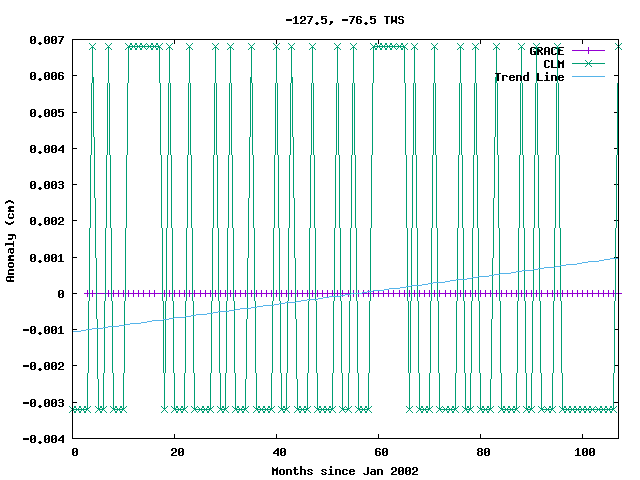 -127.5, -76.5 TWS
0.007
0.006
0.005
0.004
0.003
0.002
0.001
0
-0.001
-0.002
-0.003
-0.004
GRACE
CLM
Trend Line
Anomaly (cm)
0 20 40 60 80 100
Months since Jan 2002